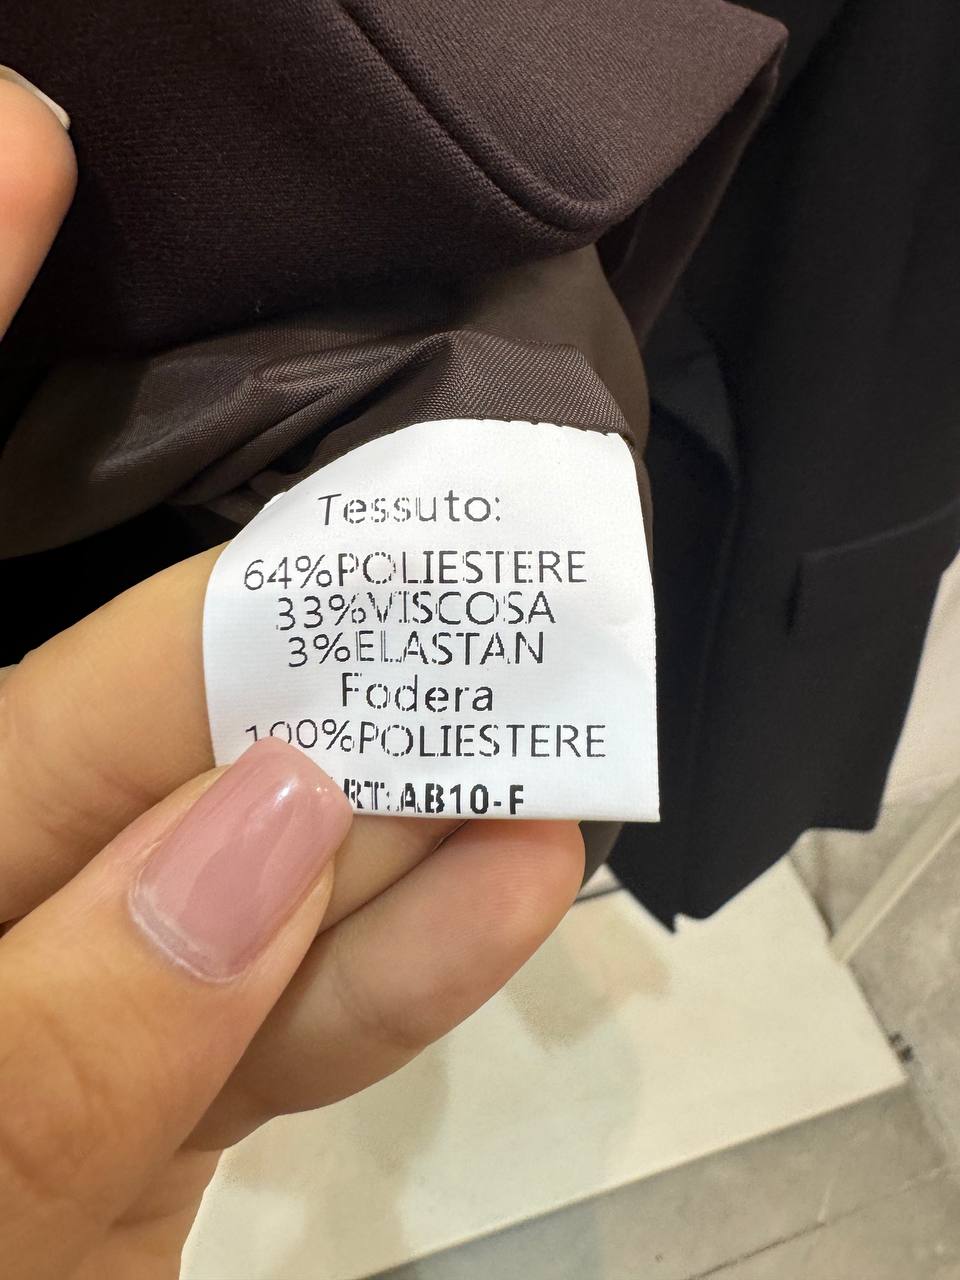 Tessuto:
64%POLIESTERE
33%VISCOSA
3%ELASTAN
Fodera
100%POLIESTERE
AB10-F